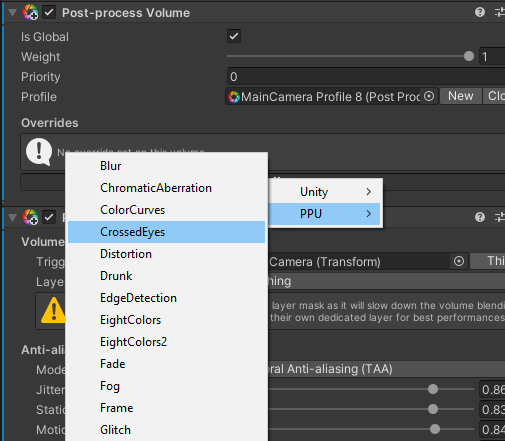 Post-process Volume
Is Global
Weight 1
Priority 0
Profile MainCamera Profile 8 (Post Proc New Clo
Overrides
No override set on this volume.
Blur
ChromaticAberration
ColorCurves
CrossedEyes
Distortion
Drunk
EdgeDetection
EightColors
EightColors2
Fade
Fog
Frame
Glitch
Unity
PPU
Volume
Trigg Camera (Transform) Thi
Laye
layer mask as it will slow down the volume blendi
their own dedicated layer for best performances
Anti-alia
Mode oral Anti-aliasing (TAA)
Jitter 0.86
Statio 0.83
Motio 0.84